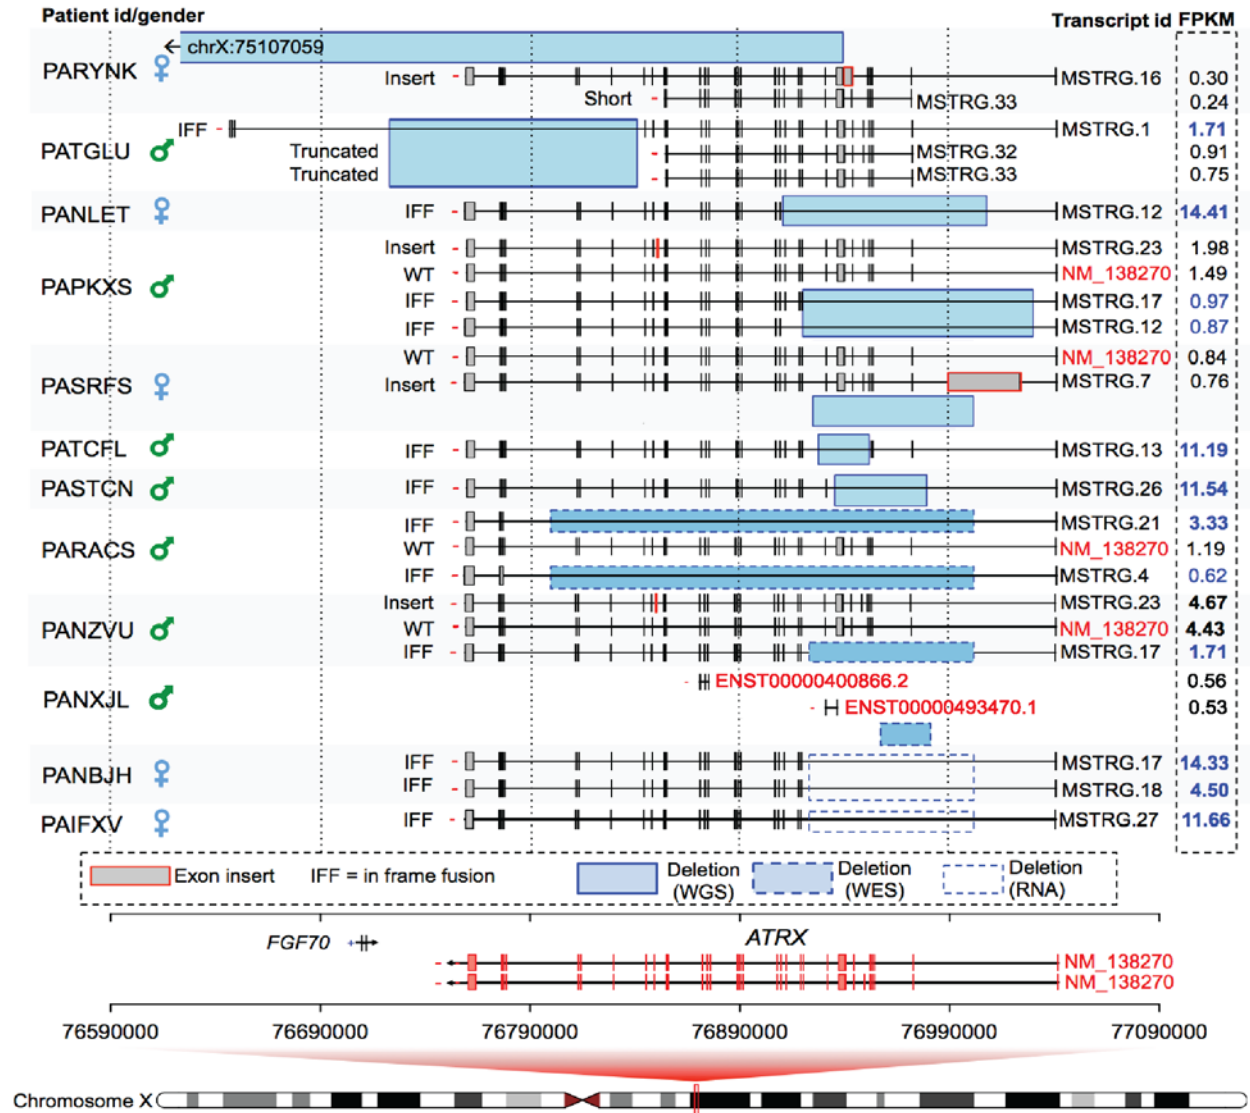 Patient id/gender Transcript id FPKM
chrX:75107059
PARYNK ♀ Insert MSTRG.16 0.30
Short MSTRG.33 0.24
IFF MSTRG.1 1.71
PATGLU ♂ Truncated MSTRG.32 0.91
Truncated MSTRG.33 0.75
PANLET ♀ IFF MSTRG.12 14.41
Insert MSTRG.23 1.98
PAPKXS ♂ WT NM_138270 1.49
IFF MSTRG.17 0.97
IFF MSTRG.12 0.87
WT NM_138270 0.84
PASRFS ♀ Insert MSTRG.7 0.76
PATCFL ♂ IFF MSTRG.13 11.19
PASTCN ♂ IFF MSTRG.26 11.54
IFF MSTRG.21 3.33
PARACS ♂ WT NM_138270 1.19
IFF MSTRG.4 0.62
Insert MSTRG.23 4.67
PANZVU ♂ WT NM_138270 4.43
IFF MSTRG.17 1.71
ENST00000400866.2 0.56
PANXJL ♂ ENST00000493470.1 0.53
IFF MSTRG.17 14.33
PANBJH ♀ IFF MSTRG.18 4.50
PAIFXV ♀ IFF MSTRG.27 11.66
Exon insert IFF = in frame fusion Deletion (WGS) Deletion (WES) Deletion (RNA)
FGF70 ATRX
NM_138270
NM_138270
76590000 76690000 76790000 76890000 76990000 77090000
Chromosome X